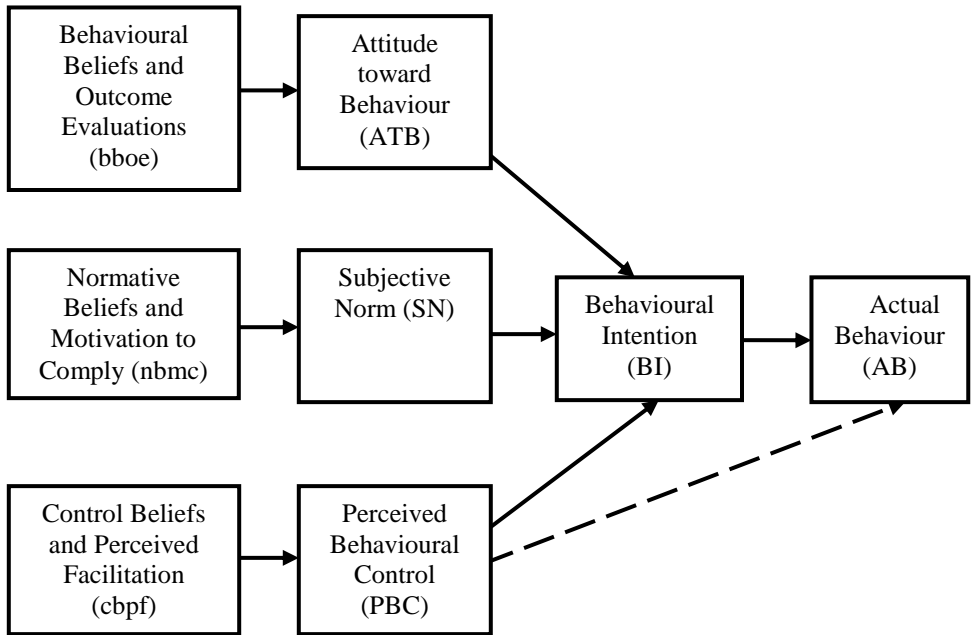 Behavioural
Beliefs and
Outcome
Evaluations
(bboe)
Attitude
toward
Behaviour
(ATB)
Normative
Beliefs and
Motivation to
Comply (nbmc)
Subjective
Norm (SN)
Behavioural
Intention
(BI)
Actual
Behaviour
(AB)
Control Beliefs
and Perceived
Facilitation
(cbpf)
Perceived
Behavioural
Control
(PBC)